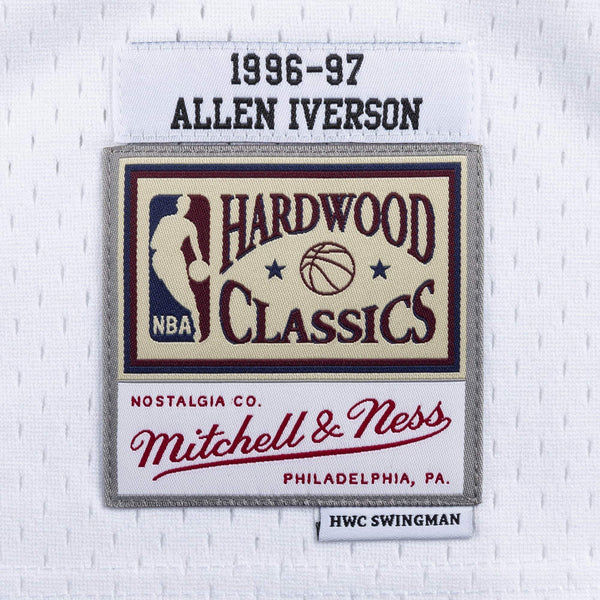 1996-97
ALLEN IVERSON
HARDWOOD
CLASSICS
NBA
NOSTALGIA CO.
Mitchell & Ness
PHILADELPHIA, PA.
HWC SWINGMAN